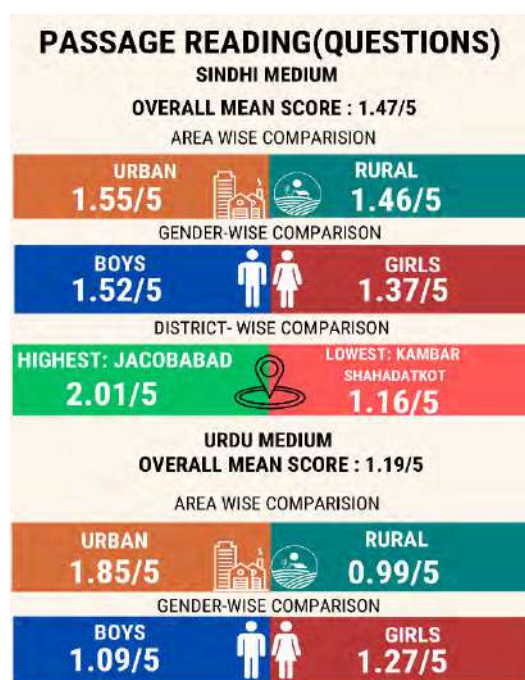 PASSAGE READING(QUESTIONS)
SINDHI MEDIUM
OVERALL MEAN SCORE : 1.47/5
AREA WISE COMPARISION
URBAN
1.55/5
RURAL
1.46/5
GENDER-WISE COMPARISON
BOYS
1.52/5
GIRLS
1.37/5
DISTRICT- WISE COMPARISON
HIGHEST: JACOBABAD
2.01/5
LOWEST: KAMBAR
SHAHADATKOT
1.16/5
URDU MEDIUM
OVERALL MEAN SCORE : 1.19/5
AREA WISE COMPARISION
URBAN
1.85/5
RURAL
0.99/5
GENDER-WISE COMPARISON
BOYS
1.09/5
GIRLS
1.27/5